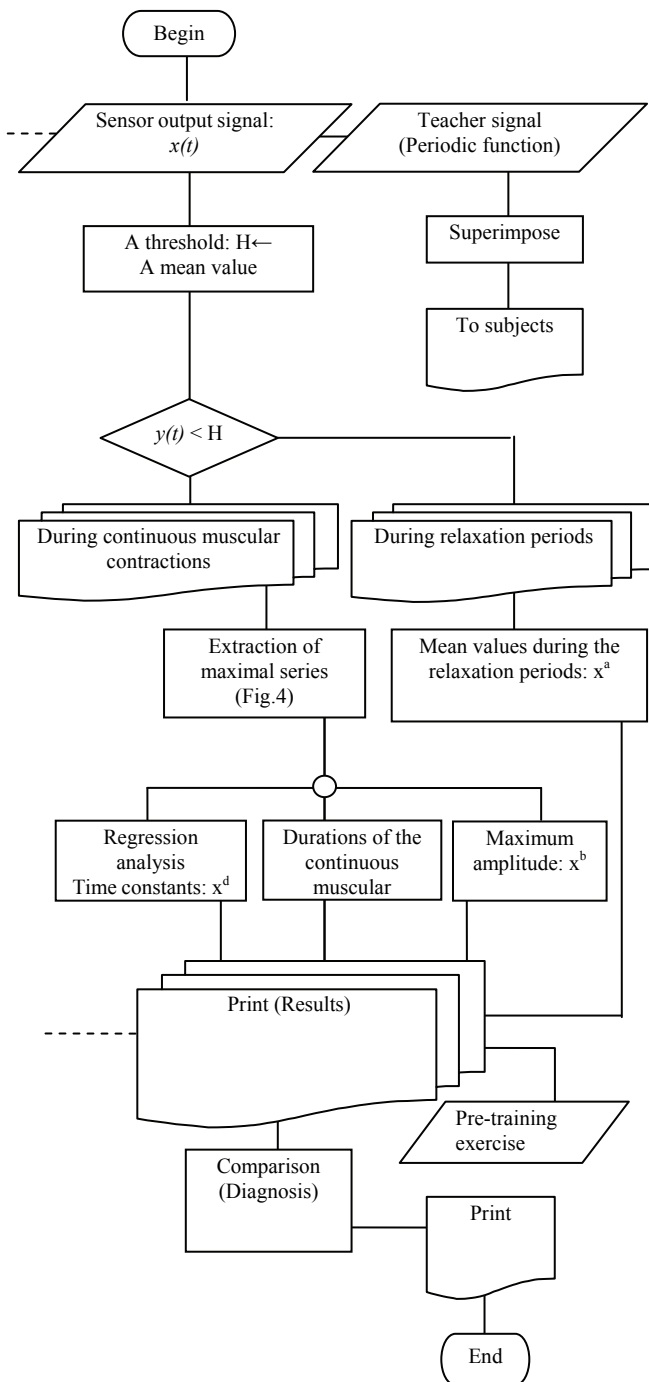 Begin
Sensor output signal:
x(t)
Teacher signal
(Periodic function)
A threshold: H←
A mean value
Superimpose
To subjects
y(t) < H
During continuous muscular
contractions
During relaxation periods
Extraction of
maximal series
(Fig.4)
Mean values during the
relaxation periods: xᵃ
Regression
analysis
Time constants: xᵈ
Durations of the
continuous
muscular
Maximum
amplitude: xᵇ
Print (Results)
Pre-training
exercise
Comparison
(Diagnosis)
Print
End